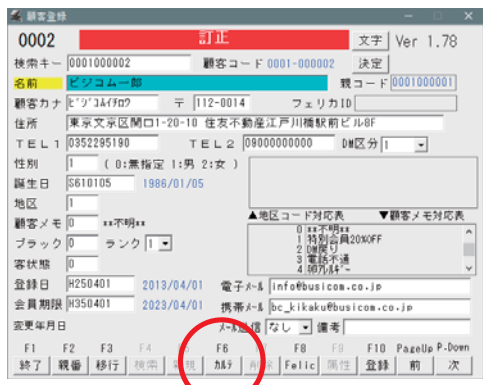 顧客登録
0002 訂正 文字 Ver 1.78
検索キー 0001000002 顧客コード 0001-000002 決定
名前 ビジコム一郎 親コード 0001000001
顧客カナ ﾋﾞｼﾞｺﾑｲﾁﾛｳ 〒 112-0014 フェリカID
住所 東京文京区関口1-20-10 住友不動産江戸川橋駅前ビル8F
TEL1 0352295190 TEL2 09000000000 DM区分 1
性別 1 ( 0:無指定 1:男 2:女 )
誕生日 S610105 1986/01/05
地区 1
▲地区コード対応表 ▼顧客メモ対応表
顧客メモ 0 **不明**
0 **不明**
1 特別会員20%OFF
2 DM戻り
3 電話不通
ブラック 0 ランク 1
客状態 0
登録日 H250401 2013/04/01 電子ﾒｰﾙ info@busicom.co.jp
会員期限 H350401 2023/04/01 携帯ﾒｰﾙ bc_kikaku@busicom.co.jp
変更年月日 ﾒｰﾙ送信 なし 備考
F1 F2 F3 F4 F6 F7 F8 F9 F10 PageUp P.Down
終了 親番 移行 検索 ｶﾙﾃ 削除 Felic 属性 登録 前 次